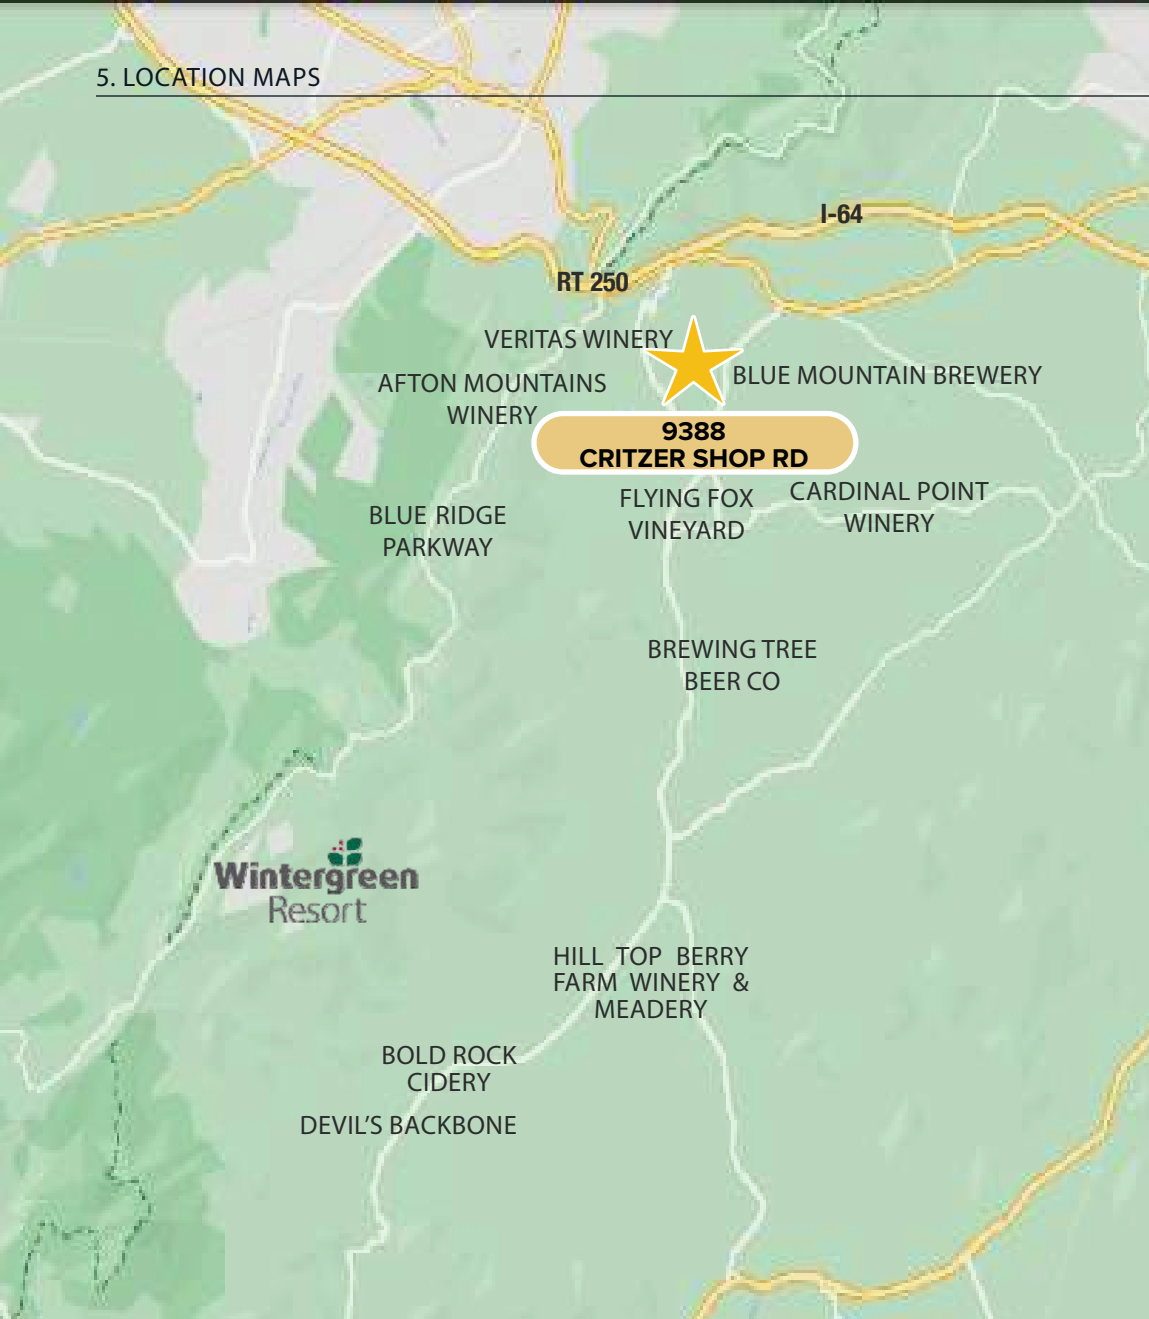 5. LOCATION MAPS
I-64
RT 250
VERITAS WINERY
AFTON MOUNTAINS
WINERY
BLUE MOUNTAIN BREWERY
9388
CRITZER SHOP RD
FLYING FOX
VINEYARD
CARDINAL POINT
WINERY
BLUE RIDGE
PARKWAY
BREWING TREE
BEER CO
Wintergreen
Resort
HILL TOP BERRY
FARM WINERY &
MEADERY
BOLD ROCK
CIDERY
DEVIL'S BACKBONE